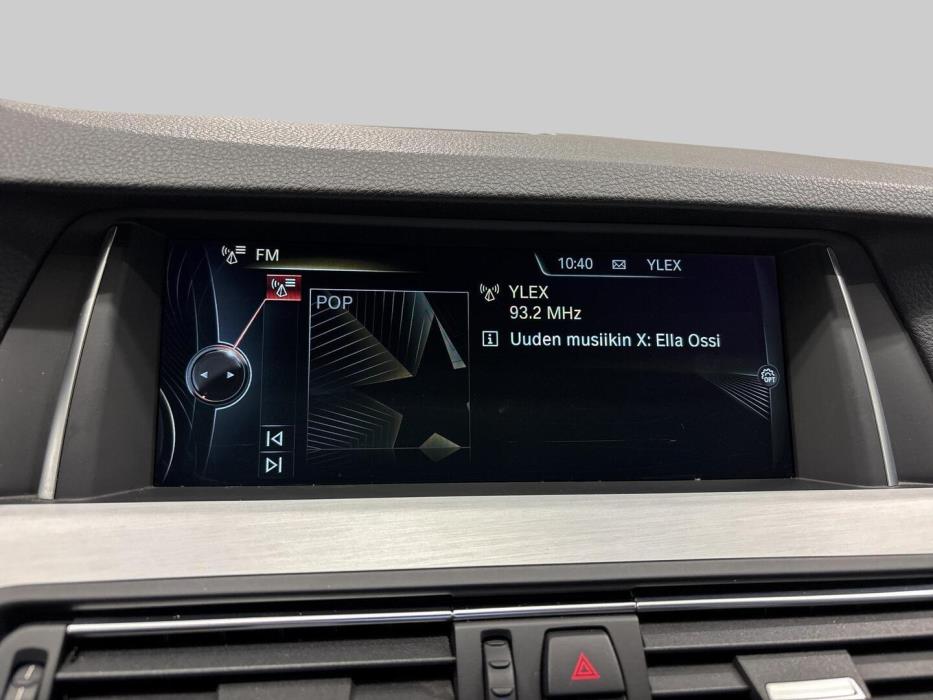 FM
10:40 YLEX
POP
YLEX
93.2 MHz
Uuden musiikin X: Ella Ossi
OPT